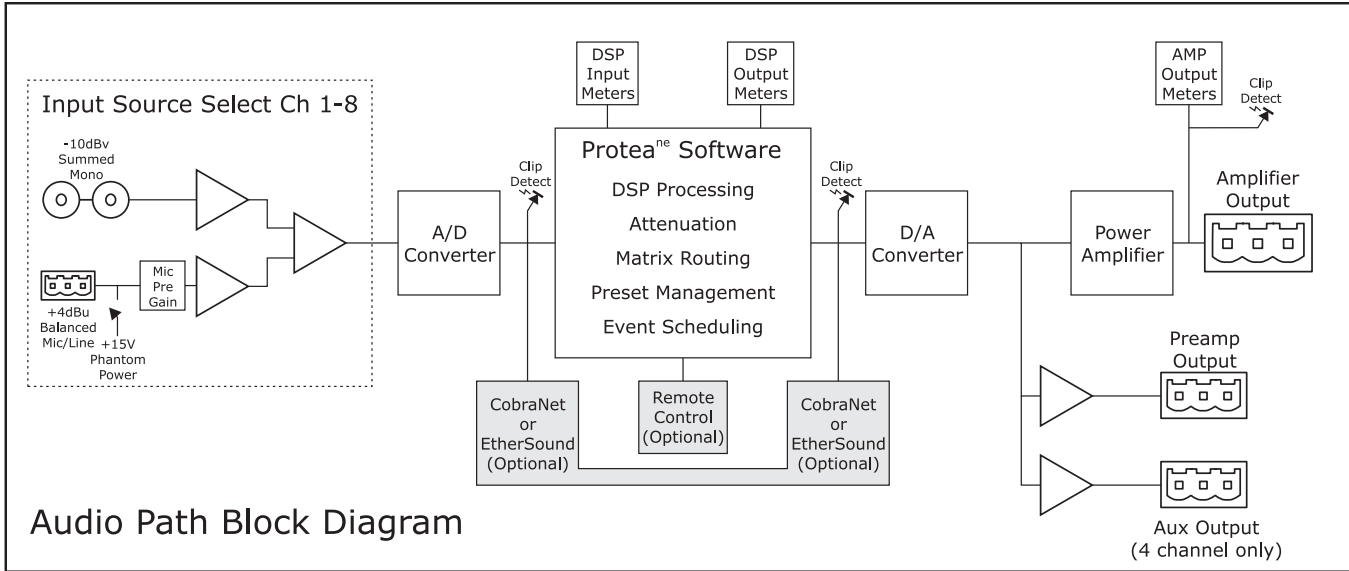 Input Source Select Ch 1-8
-10dBv
Summed
Mono
+4dBu
Balanced
Mic/Line
+15V
Phantom
Power
Mic
Pre
Gain
A/D
Converter
Clip
Detect
DSP
Input
Meters
DSP
Output
Meters
Protea^ne Software
DSP Processing
Attenuation
Matrix Routing
Preset Management
Event Scheduling
CobraNet
or
EtherSound
(Optional)
Remote
Control
(Optional)
CobraNet
or
EtherSound
(Optional)
Clip
Detect
D/A
Converter
Power
Amplifier
AMP
Output
Meters
Clip
Detect
Amplifier
Output
Preamp
Output
Aux Output
(4 channel only)
Audio Path Block Diagram